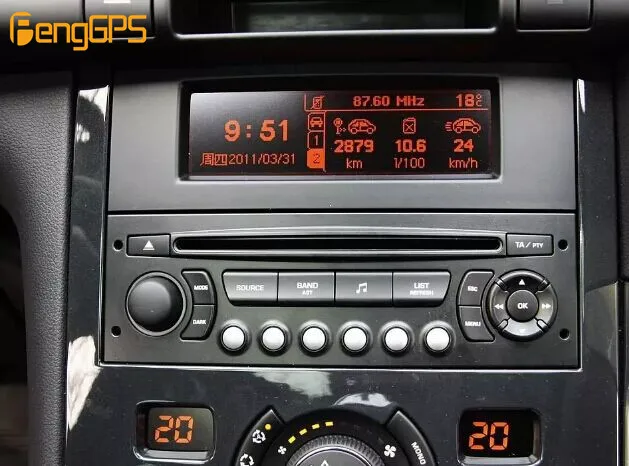 FengGPS
87.60 MHz 18°C
9:51
1
2879 10.6 24
周四2011/03/31 2 km l/100 km/h
TA/PTY
MODE SOURCE BAND AST LIST REFRESH ESC
DARK MENU OK
20 20
MONO